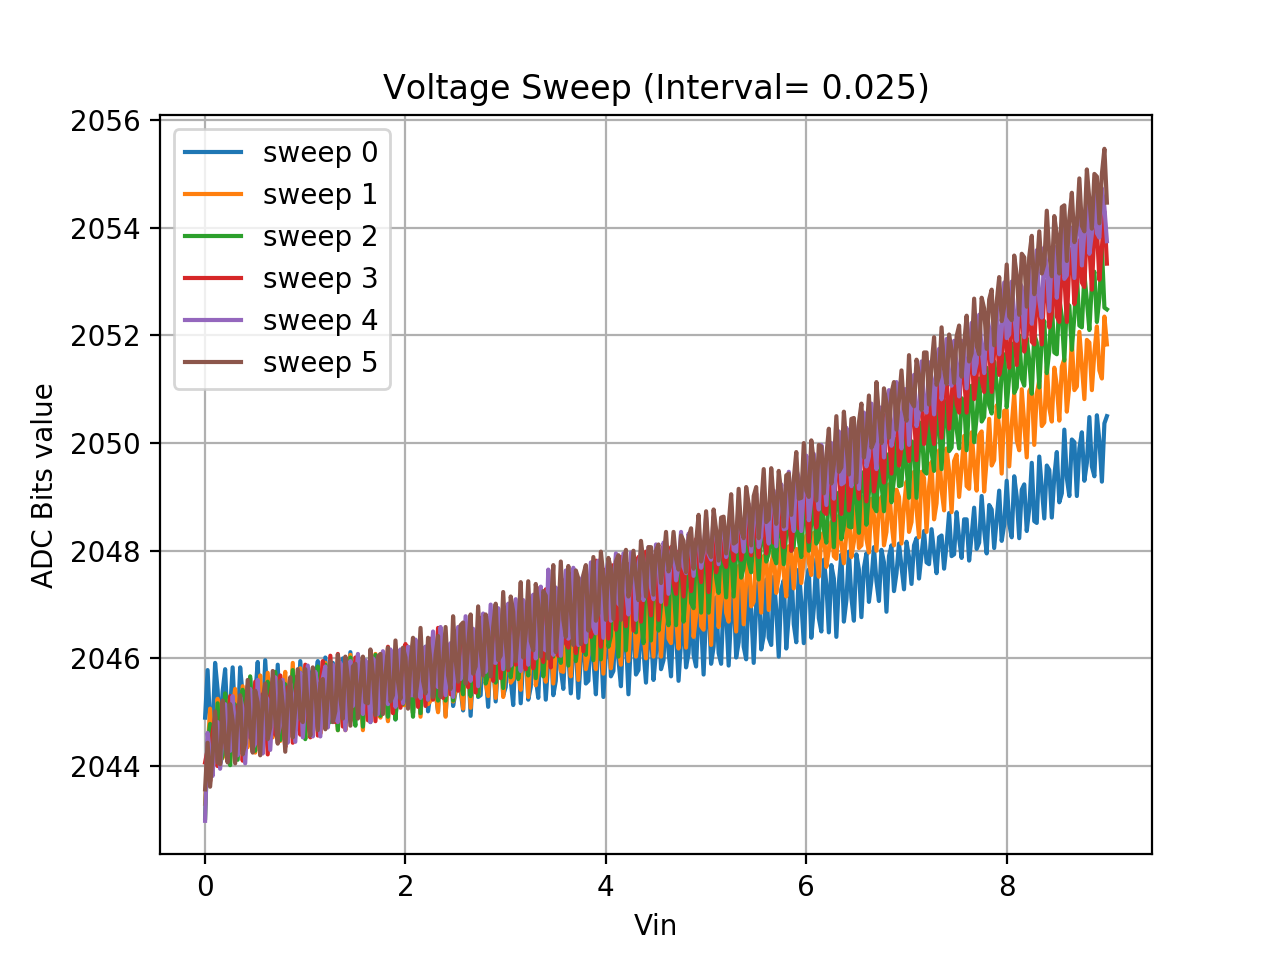 Voltage Sweep (Interval= 0.025)
2056
2054
2052
2050
2048
2046
2044
ADC Bits value
sweep 0
sweep 1
sweep 2
sweep 3
sweep 4
sweep 5
0 2 4 6 8
Vin